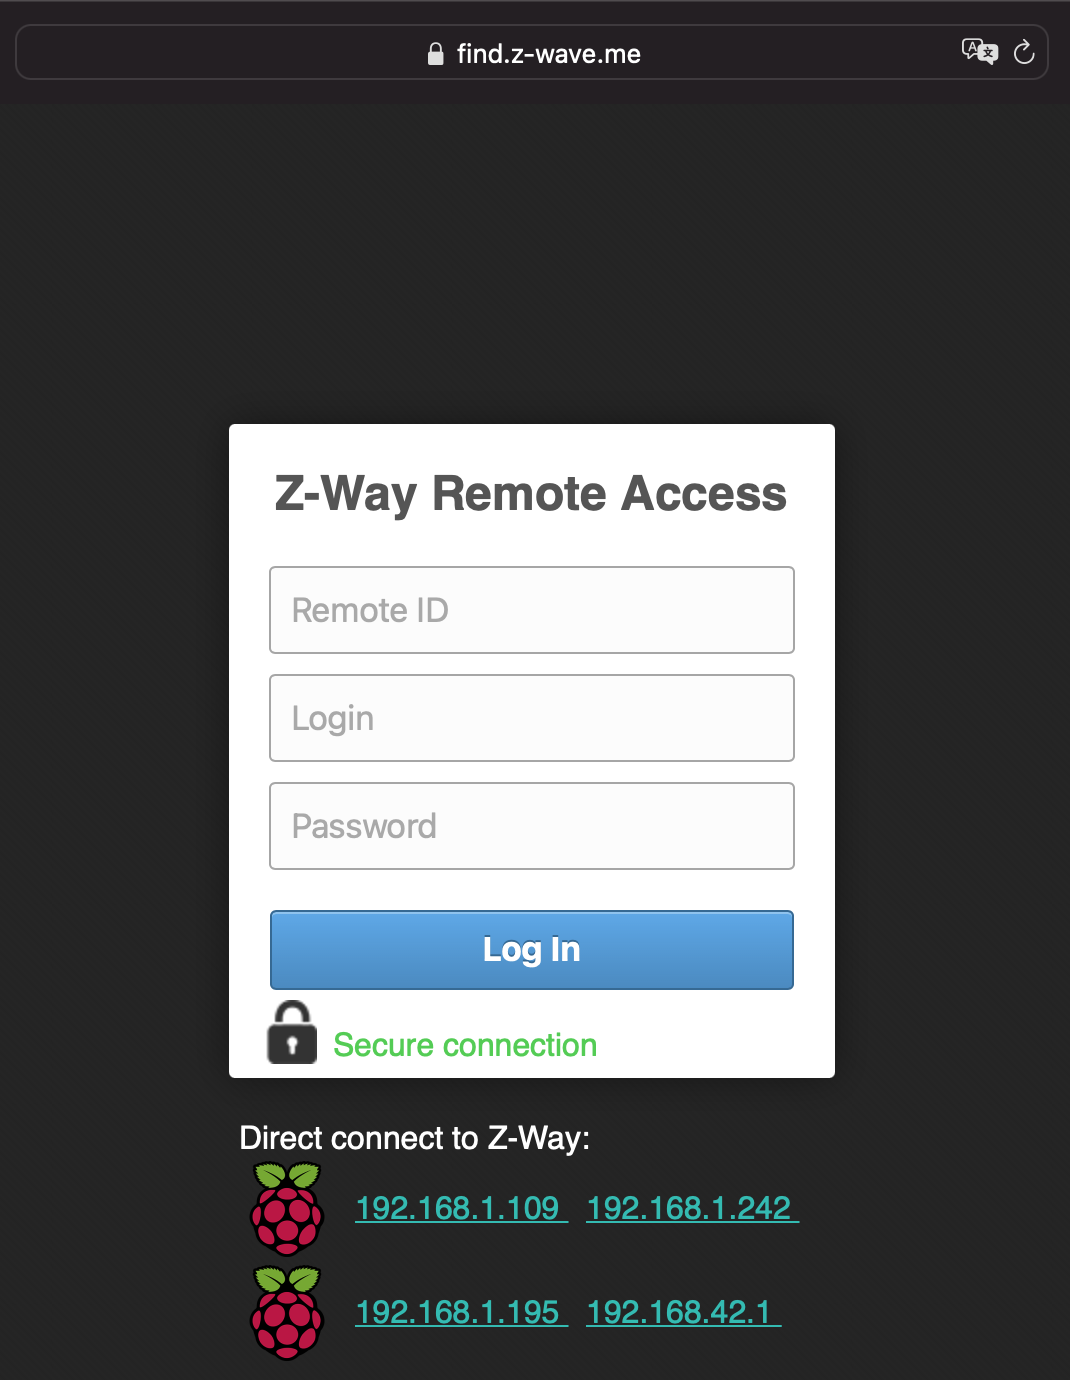 find.z-wave.me
Z-Way Remote Access
Remote ID
Login
Password
Log In
Secure connection
Direct connect to Z-Way:
192.168.1.109 192.168.1.242
192.168.1.195 192.168.42.1